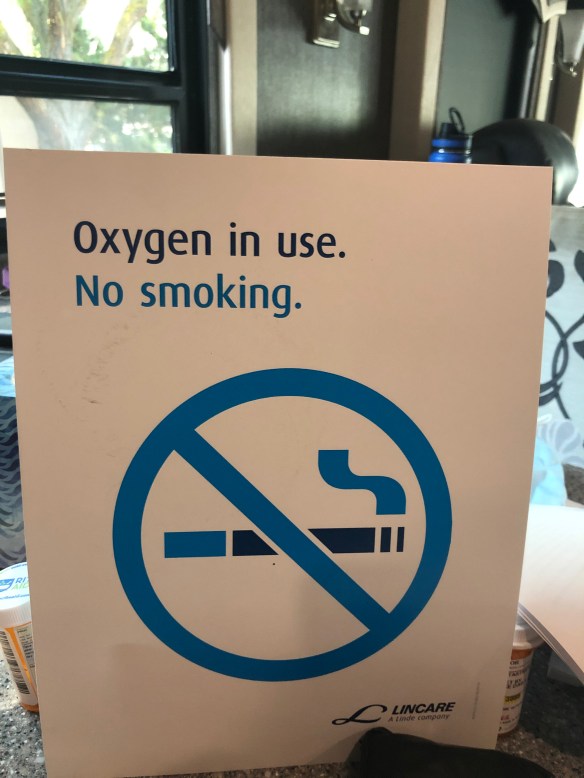 Oxygen in use.
No smoking.
LINCARE
A Linde company